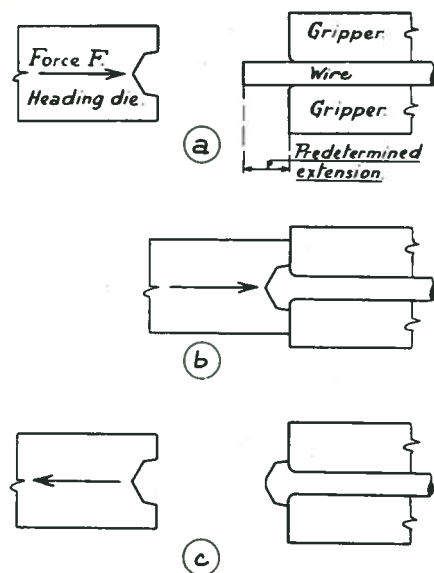 Force F
Heading die
Gripper
Wire
Gripper
Predetermined
extension
a
b
c